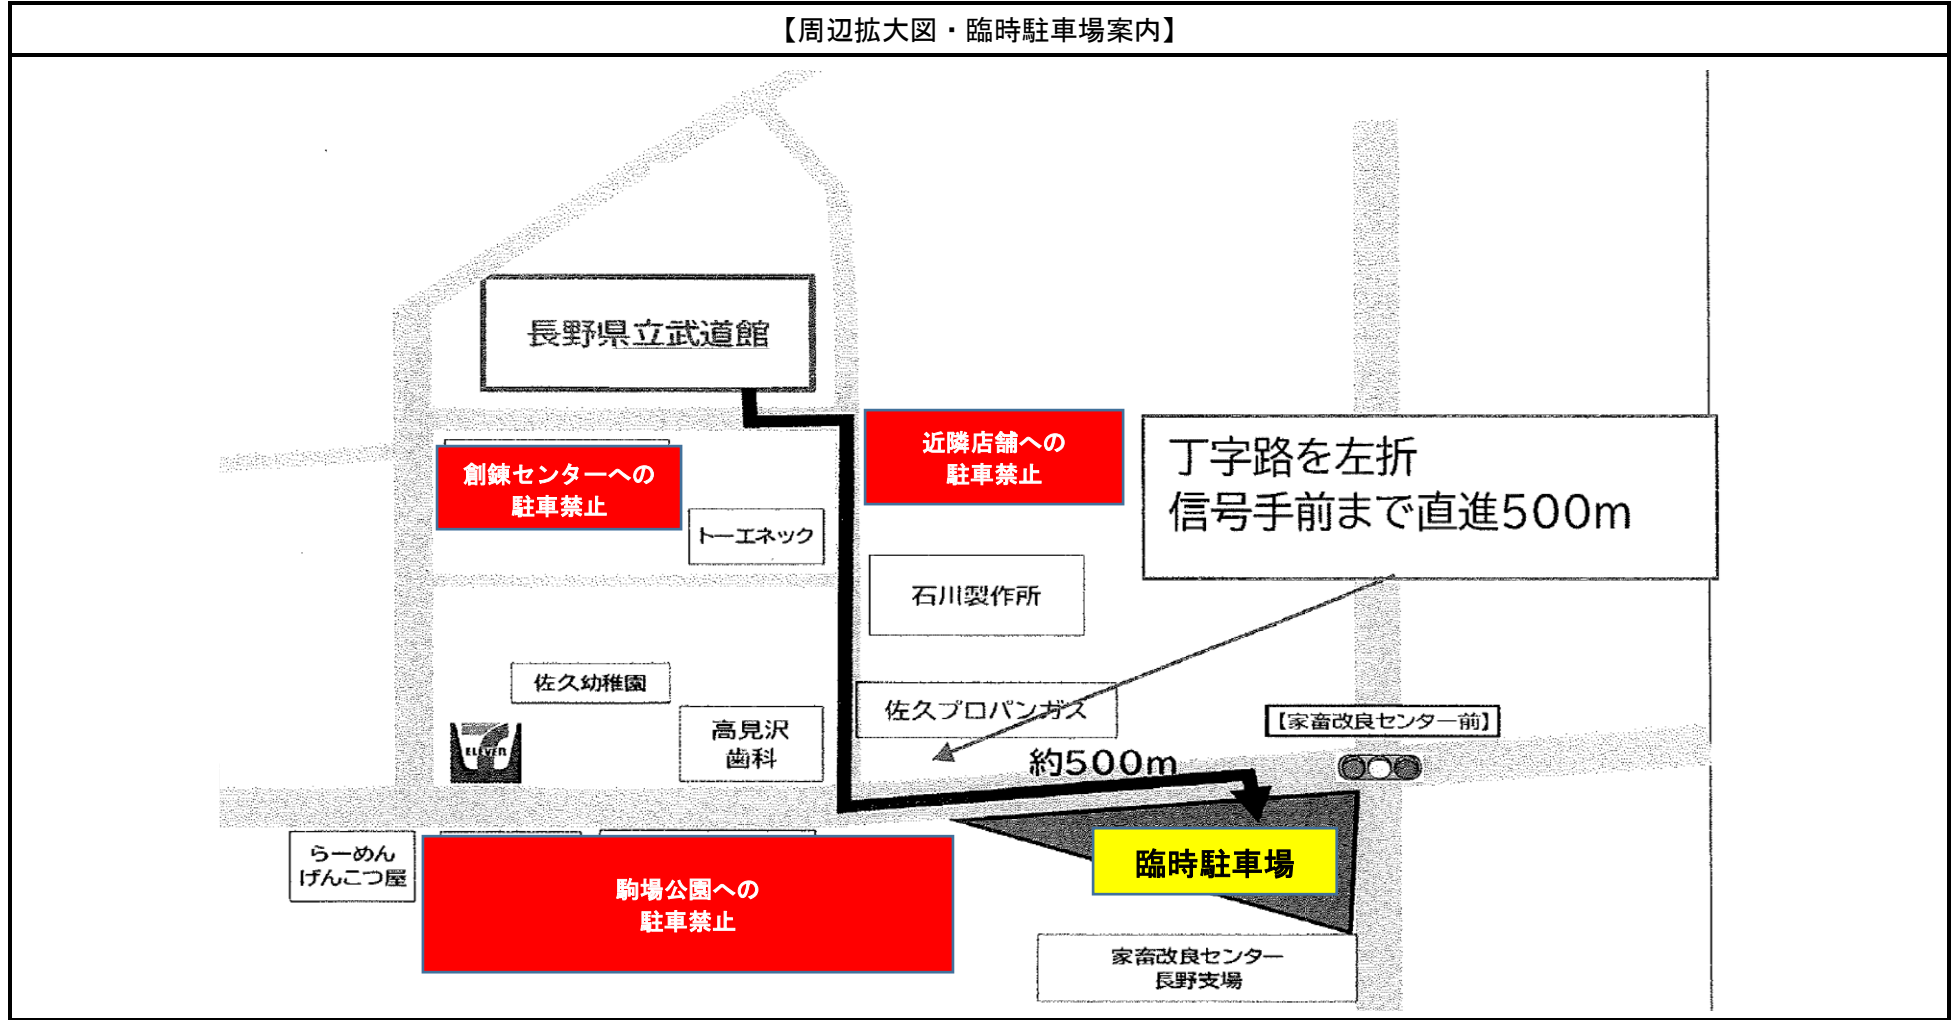 【周辺拡大図・臨時駐車場案内】
長野県立武道館
創錬センターへの
駐車禁止
近隣店舗への
駐車禁止
丁字路を左折
信号手前まで直進500m
トーエネック
石川製作所
佐久幼稚園
高見沢
歯科
佐久プロパンガス
【家畜改良センター前】
7
ELEVEN
約500m
らーめん
げんこつ屋
駒場公園への
駐車禁止
臨時駐車場
家畜改良センター
長野支場